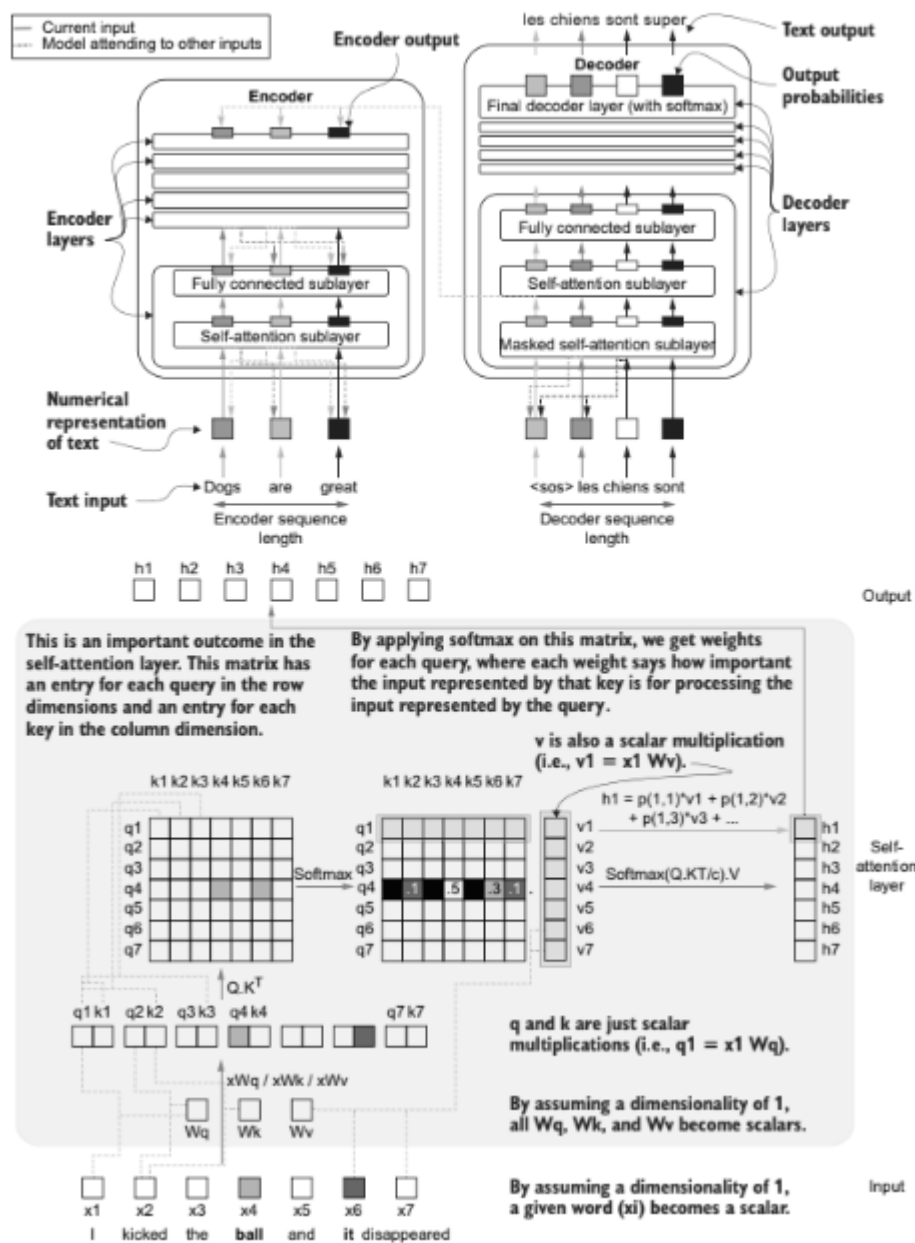 Current input
Model attending to other inputs
Encoder output
les chiens sont super
Text output
Encoder
Decoder
Output
probabilities
Final decoder layer (with softmax)
Encoder
layers
Decoder
layers
Fully connected sublayer
Fully connected sublayer
Self-attention sublayer
Self-attention sublayer
Masked self-attention sublayer
Numerical
representation
of text
Text input
Dogs are great
<sos> les chiens sont
Encoder sequence
length
Decoder sequence
length
h1 h2 h3 h4 h5 h6 h7
Output
This is an important outcome in the
self-attention layer. This matrix has
an entry for each query in the row
dimensions and an entry for each
key in the column dimension.
By applying softmax on this matrix, we get weights
for each query, where each weight says how important
the input represented by that key is for processing the
input represented by the query.
v is also a scalar multiplication
(i.e., v1 = x1 Wv).
k1 k2 k3 k4 k5 k6 k7
k1 k2 k3 k4 k5 k6 k7
h1 = p(1,1)*v1 + p(1,2)*v2
+ p(1,3)*v3 + ...
q1
q2
q3
q4
q5
q6
q7
Softmax
q1
q2
q3
q4 .1 .5 .3 .1 .
q5
q6
q7
v1
v2
v3
v4
v5
v6
v7
Softmax(Q.KT/c).V
h1
h2
h3
h4
h5
h6
h7
Self-
attention
layer
Q.K^T
q1 k1 q2 k2 q3 k3 q4 k4 q7 k7
q and k are just scalar
multiplications (i.e., q1 = x1 Wq).
xWq / xWk / xWv
Wq Wk Wv
By assuming a dimensionality of 1,
all Wq, Wk, and Wv become scalars.
x1 x2 x3 x4 x5 x6 x7
I kicked the ball and it disappeared
By assuming a dimensionality of 1,
a given word (xi) becomes a scalar.
Input